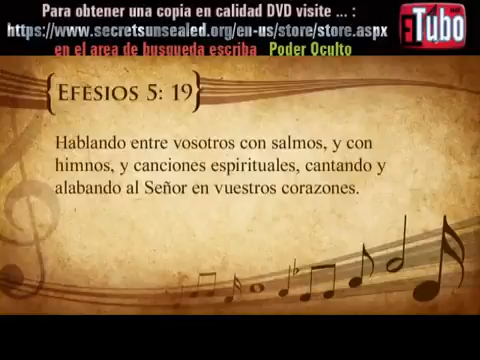 Para obtener una copia en calidad DVD visite ... :
https://www.secretsunsealed.org/en-us/store/store.aspx
en el area de busqueda escriba Poder Oculto
ETubo
{EFESIOS 5: 19}
Hablando entre vosotros con salmos, y con
himnos, y canciones espirituales, cantando y
alabando al Señor en vuestros corazones.